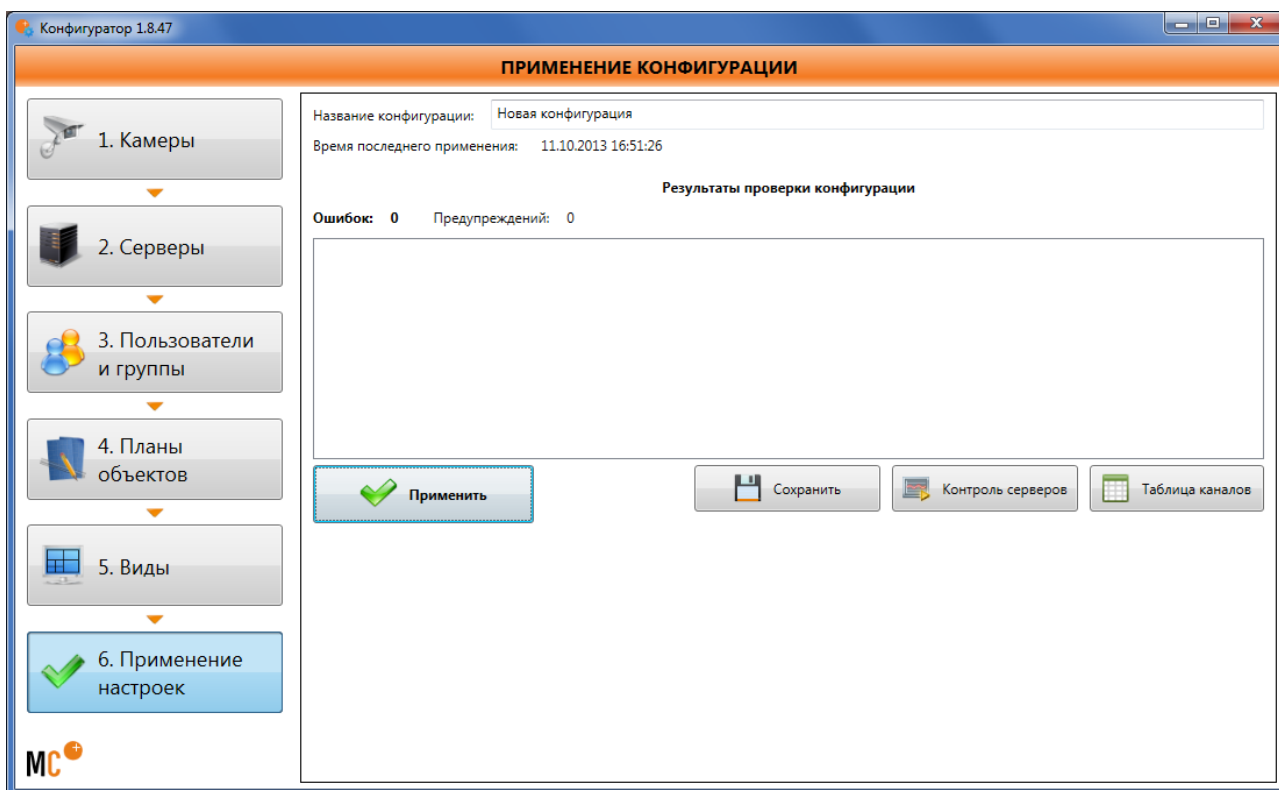 Конфигуратор 1.8.47
ПРИМЕНЕНИЕ КОНФИГУРАЦИИ
1. Камеры
2. Серверы
3. Пользователи
и группы
4. Планы
объектов
5. Виды
6. Применение
настроек
МС
Название конфигурации: Новая конфигурация
Время последнего применения: 11.10.2013 16:51:26
Результаты проверки конфигурации
Ошибок: 0 Предупреждений: 0
Применить Сохранить Контроль серверов Таблица каналов